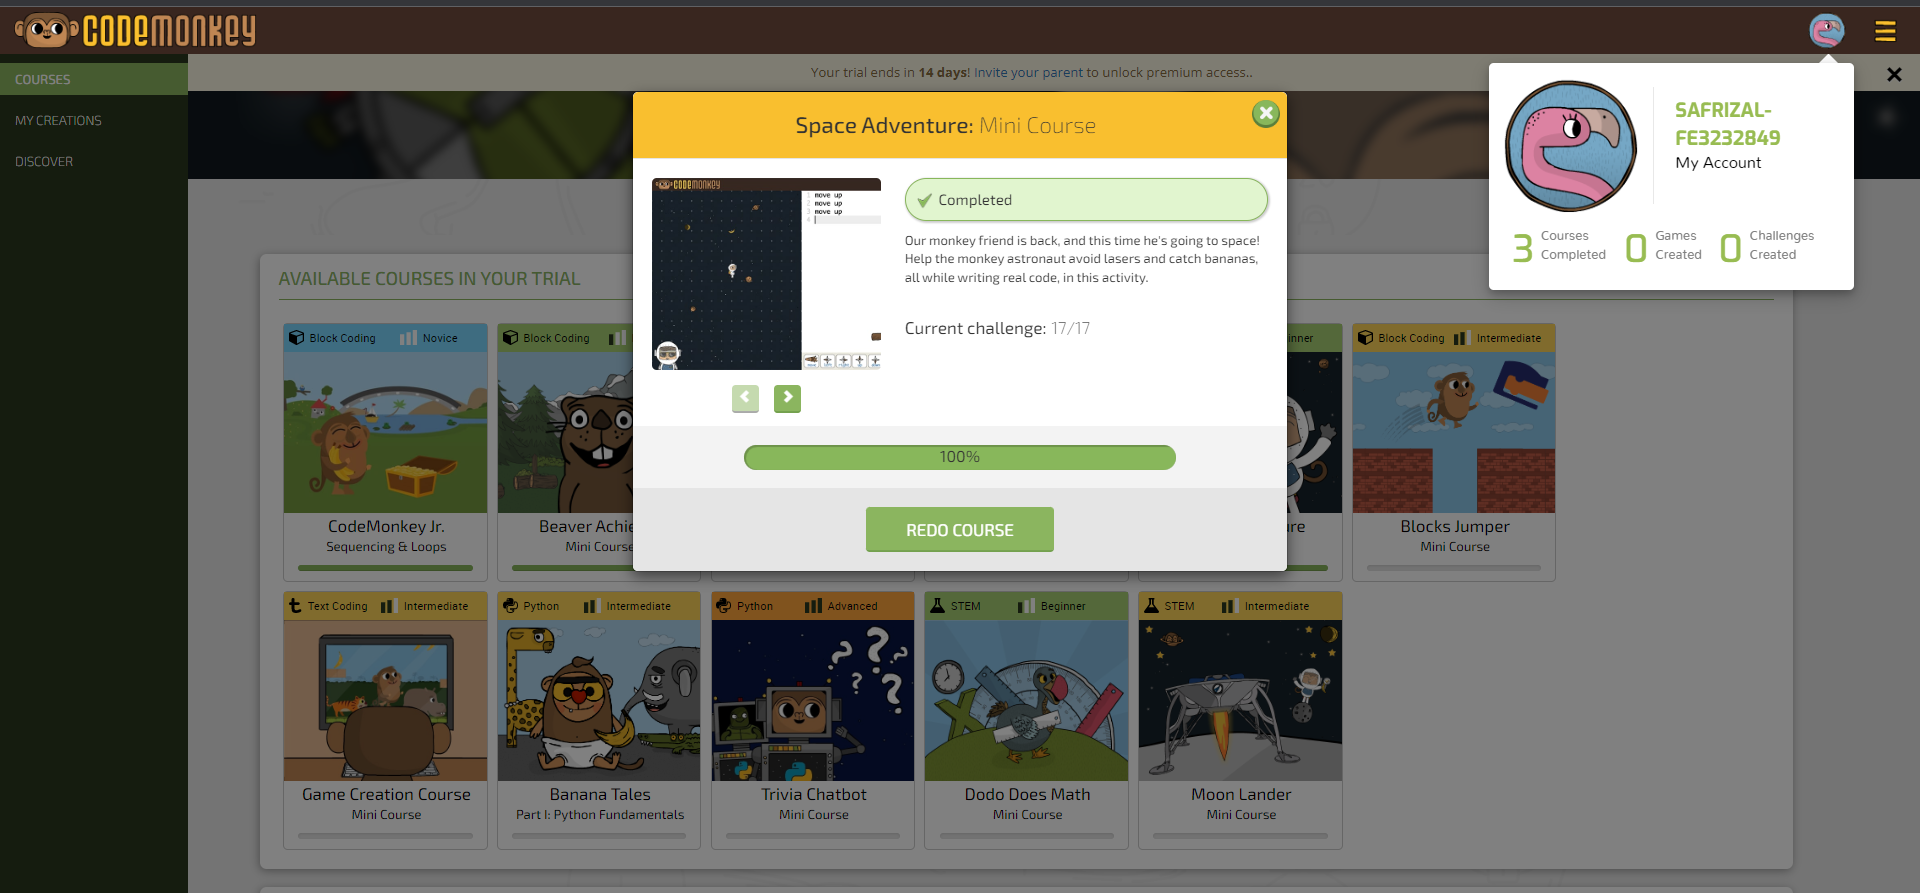 CODEMONKEY
COURSES
MY CREATIONS
DISCOVER
Your trial ends in 14 days! Invite your parent to unlock premium access..
SAFRIZAL-
FE3232849
My Account
3 Courses Completed
0 Games Created
0 Challenges Created
Space Adventure: Mini Course
CODEMONKEY
1 move up
2 move up
3 move up
4
Completed
Our monkey friend is back, and this time he's going to space!
Help the monkey astronaut avoid lasers and catch bananas,
all while writing real code, in this activity.
Current challenge: 17/17
100%
REDO COURSE
AVAILABLE COURSES IN YOUR TRIAL
Block Coding Novice
CodeMonkey Jr.
Sequencing & Loops
Block Coding
Beaver Achie
Mini Course
inner
re
Block Coding Intermediate
Blocks Jumper
Mini Course
Text Coding Intermediate
Game Creation Course
Mini Course
Python Intermediate
Banana Tales
Part I: Python Fundamentals
Python Advanced
Trivia Chatbot
Mini Course
STEM Beginner
Dodo Does Math
Mini Course
STEM Intermediate
Moon Lander
Mini Course